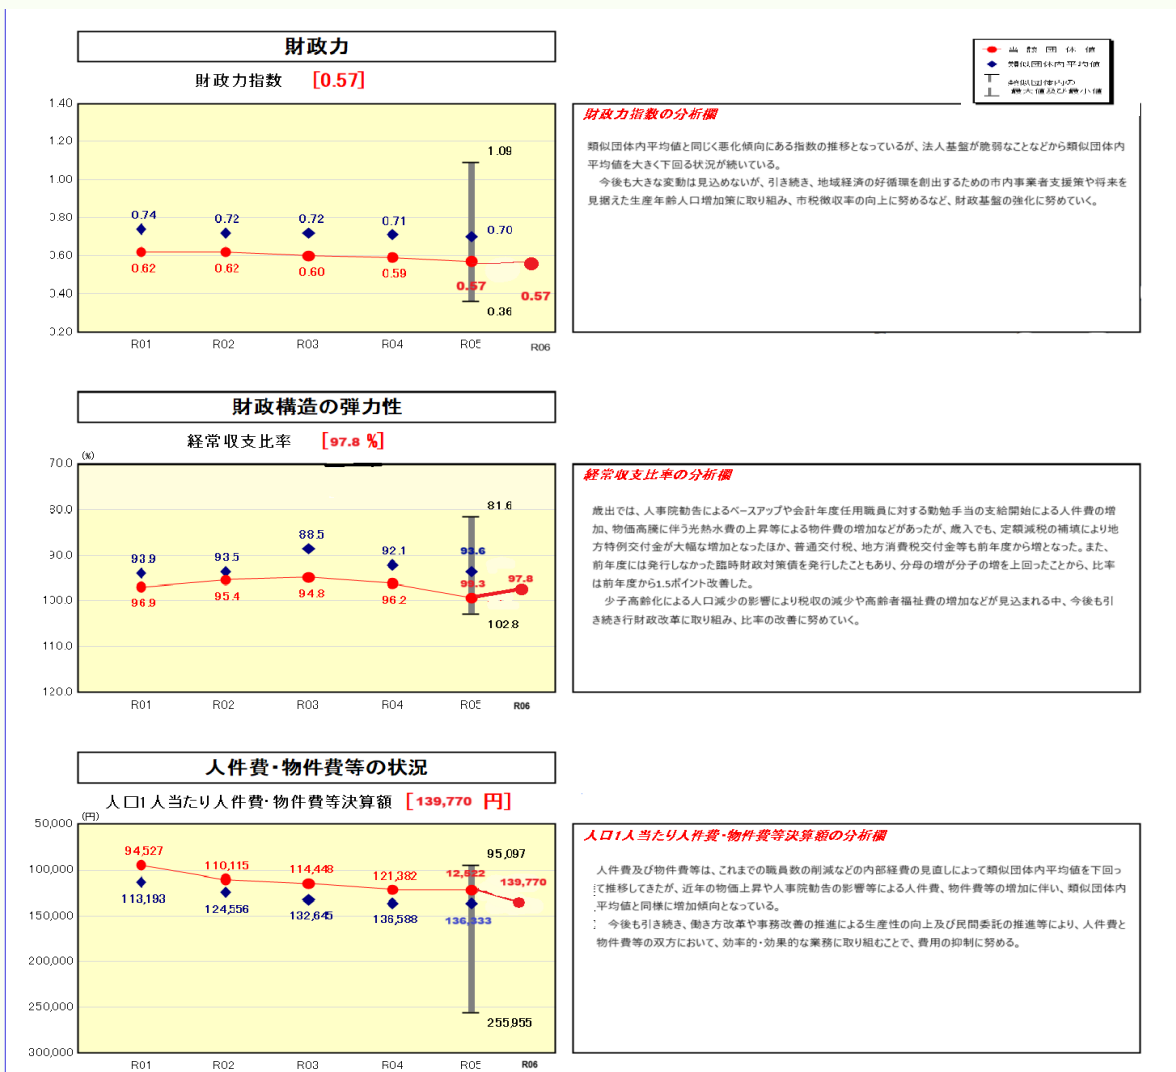 財政力
財政力指数 [0.57]
当該団体値
類似団体内平均値
類似団体内の
最大値及び最小値
1.40
1.20
1.00
0.80
0.60
0.40
0.20
0.74
0.72
0.72
0.71
0.70
1.09
0.62
0.62
0.60
0.59
0.57
0.57
0.36
R01
R02
R03
R04
R05
R06
財政力指数の分析欄
類似団体内平均値と同じく悪化傾向にある指数の推移となっているが、法人基盤が脆弱なことなどから類似団体内
平均値を大きく下回る状況が続いている。
今後も大きな変動は見込めないが、引き続き、地域経済の好循環を創出するための市内事業者支援策や将来を
見据えた生産年齢人口増加策に取り組み、市税徴収率の向上に努めるなど、財政基盤の強化に努めていく。
財政構造の弾力性
経常収支比率 [97.8 %]
(%)
70.0
80.0
90.0
100.0
110.0
120.0
93.9
93.5
88.5
92.1
93.6
81.6
96.9
95.4
94.8
96.2
99.3
97.8
102.8
R01
R02
R03
R04
R05
R06
経常収支比率の分析欄
歳出では、人事院勧告によるベースアップや会計年度任用職員に対する勤勉手当の支給開始による人件費の増
加、物価高騰に伴う光熱水費の上昇等による物件費の増加などがあったが、歳入でも、定額減税の補填により地
方特例交付金が大幅な増加となったほか、普通交付税、地方消費税交付金等も前年度から増となった。また、
前年度には発行しなかった臨時財政対策債を発行したこともあり、分母の増が分子の増を上回ったことから、比率
は前年度から1.5ポイント改善した。
少子高齢化による人口減少の影響により税収の減少や高齢者福祉費の増加などが見込まれる中、今後も引
き続き行財政改革に取り組み、比率の改善に努めていく。
人件費・物件費等の状況
人口1人当たり人件費・物件費等決算額 [139,770 円]
(円)
50,000
100,000
150,000
200,000
250,000
300,000
94,527
110,115
114,448
121,382
12,522
139,770
95,097
113,193
124,556
132,645
136,588
136,333
255,955
R01
R02
R03
R04
R05
R06
人口1人当たり人件費・物件費等決算額の分析欄
人件費及び物件費等は、これまでの職員数の削減などの内部経費の見直しによって類似団体内平均値を下回っ
て推移してきたが、近年の物価上昇や人事院勧告の影響等による人件費、物件費等の増加に伴い、類似団体内
平均値と同様に増加傾向となっている。
今後も引き続き、働き方改革や事務改善の推進による生産性の向上及び民間委託の推進等により、人件費と
物件費等の双方において、効率的・効果的な業務に取り組むことで、費用の抑制に努める。